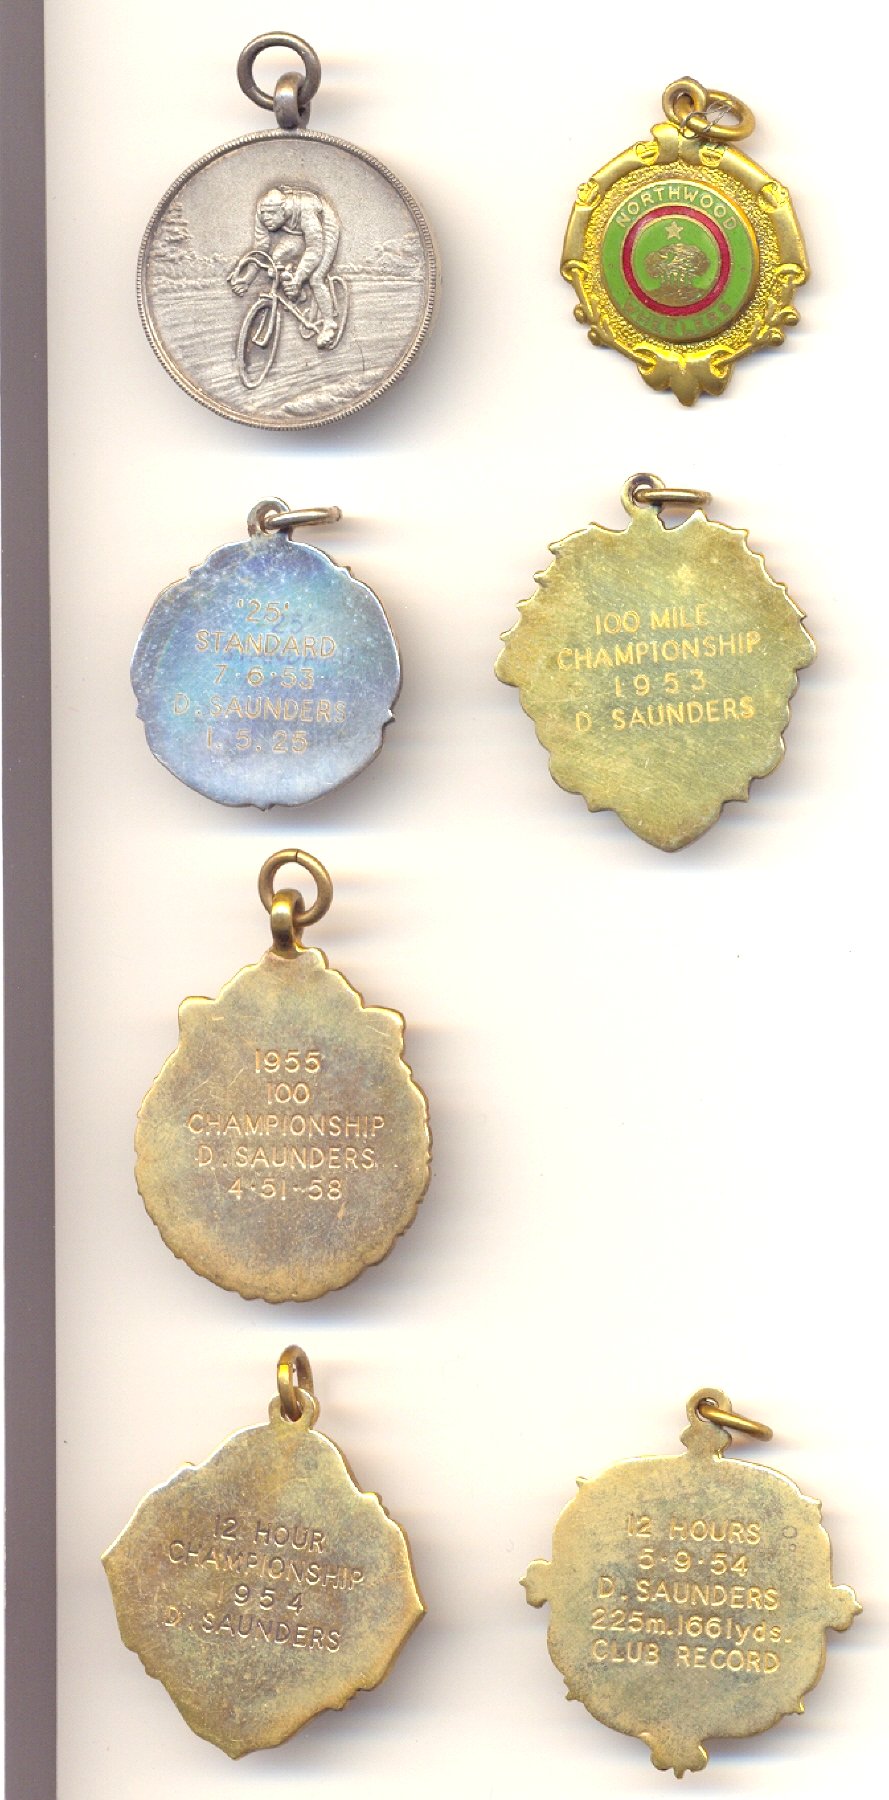 NORTHWOOD
WHEELERS
'25'
STANDARD
7·6·53·
D. SAUNDERS
1. 5. 25
100 MILE
CHAMPIONSHIP
1953
D. SAUNDERS
1955
100
CHAMPIONSHIP
D. SAUNDERS
4·51·58
12 HOUR
CHAMPIONSHIP
1954
D. SAUNDERS
12 HOURS
5·9·54
D. SAUNDERS
225m.1661yds.
CLUB RECORD